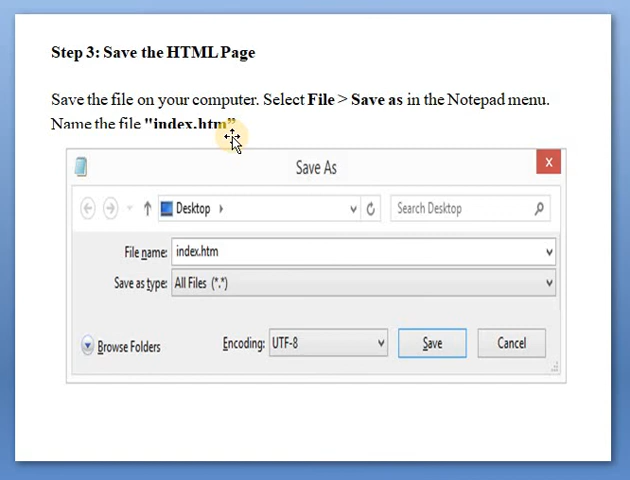 Step 3: Save the HTML Page
Save the file on your computer. Select File > Save as in the Notepad menu.
Name the file "index.htm”
Save As
x
Desktop
Search Desktop
File name: index.htm
Save as type: All Files (*.*)
Browse Folders Encoding: UTF-8 Save Cancel